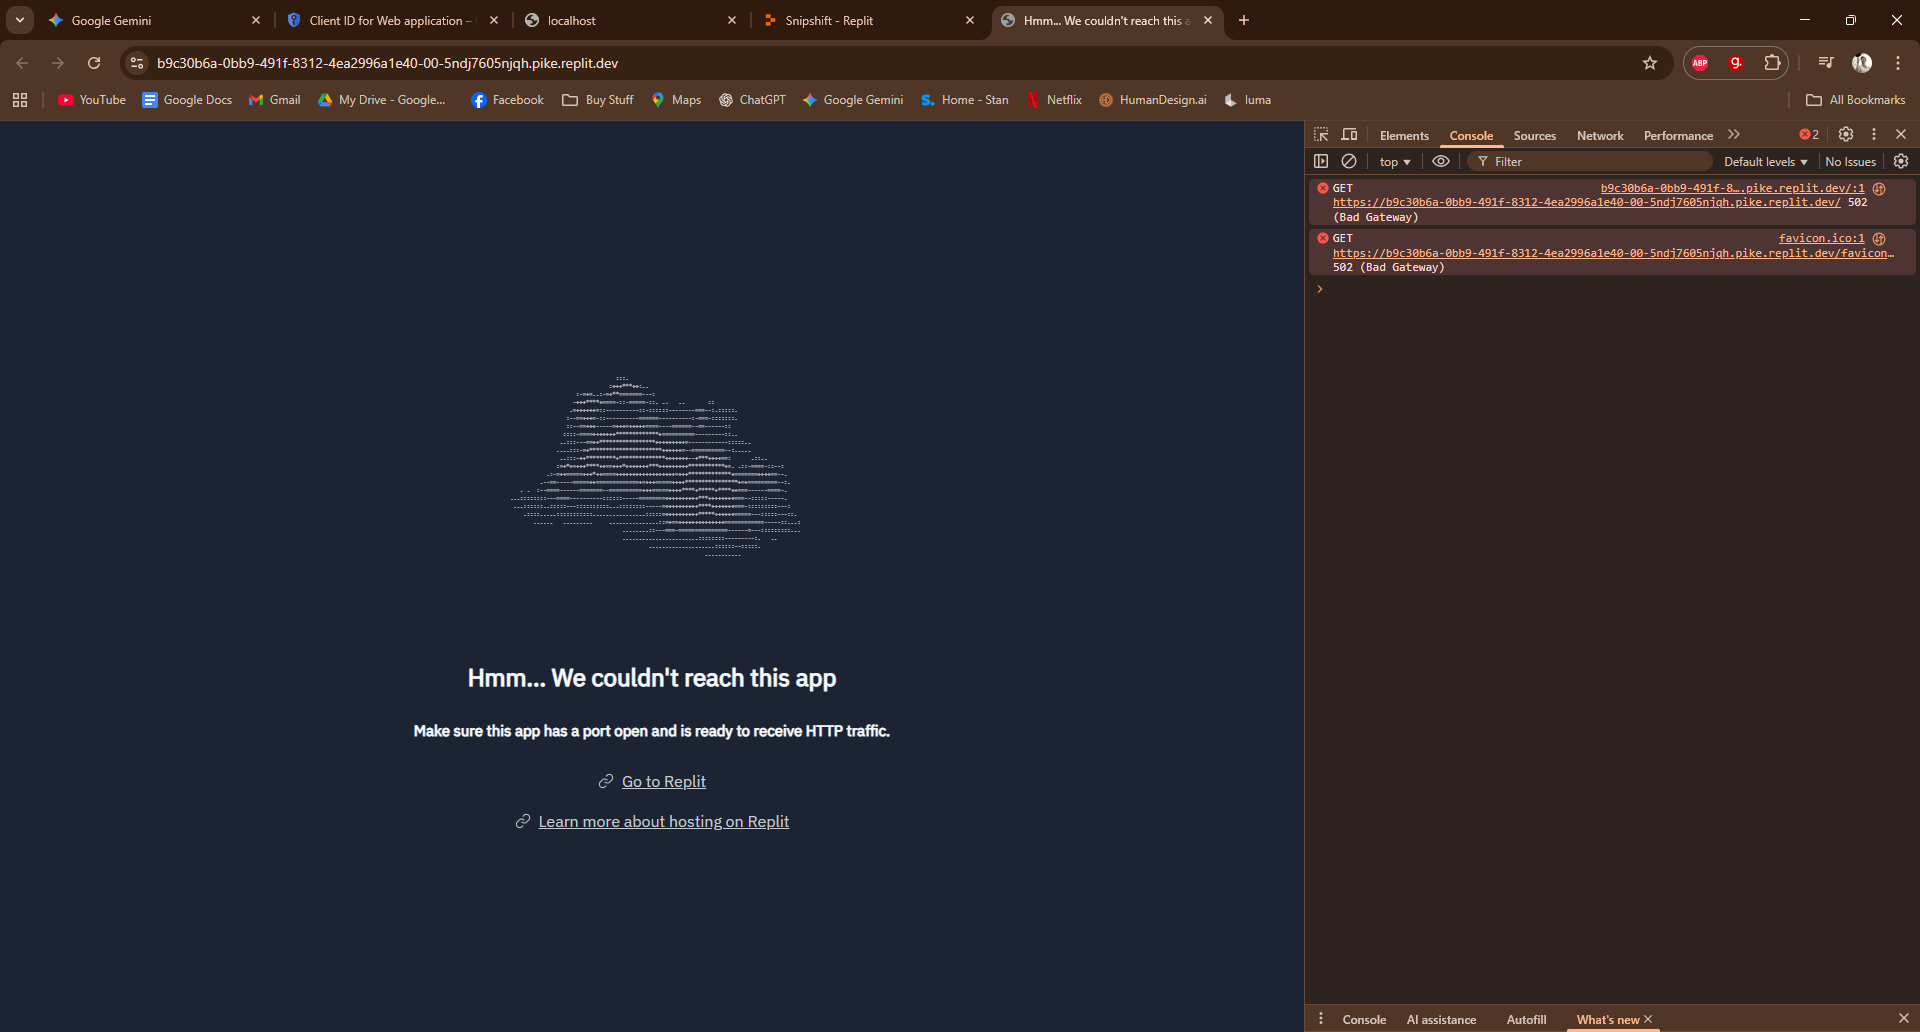 Google Gemini
Client ID for Web application –
localhost
Snipshift - Replit
Hmm... We couldn't reach this a
b9c30b6a-0bb9-491f-8312-4ea2996a1e40-00-5ndj7605njqh.pike.replit.dev
ABP
g.
YouTube
Google Docs
Gmail
My Drive - Google...
Facebook
Buy Stuff
Maps
ChatGPT
Google Gemini
Home - Stan
Netflix
HumanDesign.ai
luma
All Bookmarks
Elements
Console
Sources
Network
Performance
2
top
Filter
Default levels
No Issues
GET b9c30b6a-0bb9-491f-8….pike.replit.dev/:1
https://b9c30b6a-0bb9-491f-8312-4ea2996a1e40-00-5ndj7605njqh.pike.replit.dev/ 502
(Bad Gateway)
GET favicon.ico:1
https://b9c30b6a-0bb9-491f-8312-4ea2996a1e40-00-5ndj7605njqh.pike.replit.dev/favicon…
502 (Bad Gateway)
Hmm... We couldn't reach this app
Make sure this app has a port open and is ready to receive HTTP traffic.
Go to Replit
Learn more about hosting on Replit
Console
AI assistance
Autofill
What's new